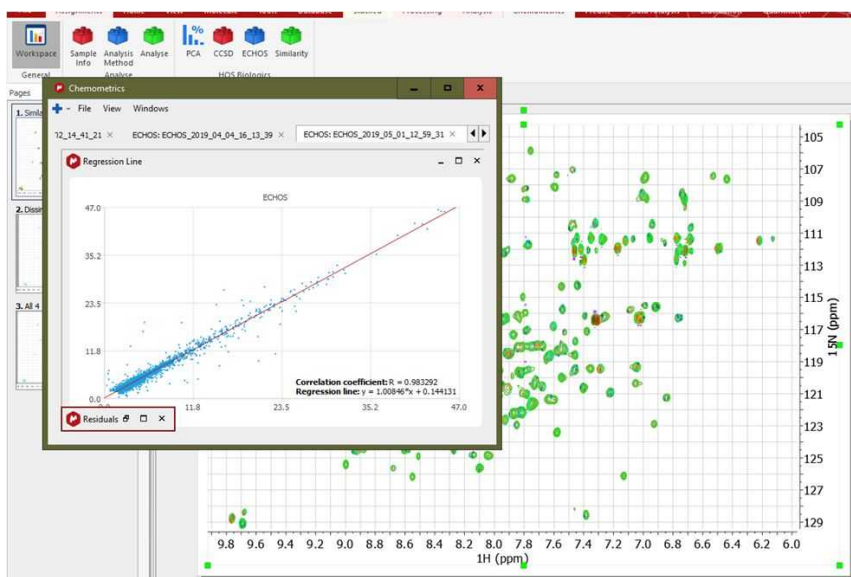 Workspace
Sample Info
Analysis Method
Analyse
PCA
CCSD
ECHOS
Similarity
General
Analyse
HOS Biologics
Pages
Chemometrics
File View Windows
ECHOS: ECHOS_2019_04_04_16_13_39
ECHOS: ECHOS_2019_05_01_12_59_31
Regression Line
ECHOS
47.0
35.2
23.5
11.8
0.0
11.8 23.5 35.2 47.0
Correlation coefficient: R = 0.983292
Regression line: y = 1.00846*x + 0.144131
Residuals
1. Simila
2. Dissin
3. All 4
105
107
109
111
113
115
117
119
121
123
125
127
129
15N (ppm)
9.8 9.6 9.4 9.2 9.0 8.8 8.6 8.4 8.2 8.0 7.8 7.6 7.4 7.2 7.0 6.8 6.6 6.4 6.2 6.0
1H (ppm)